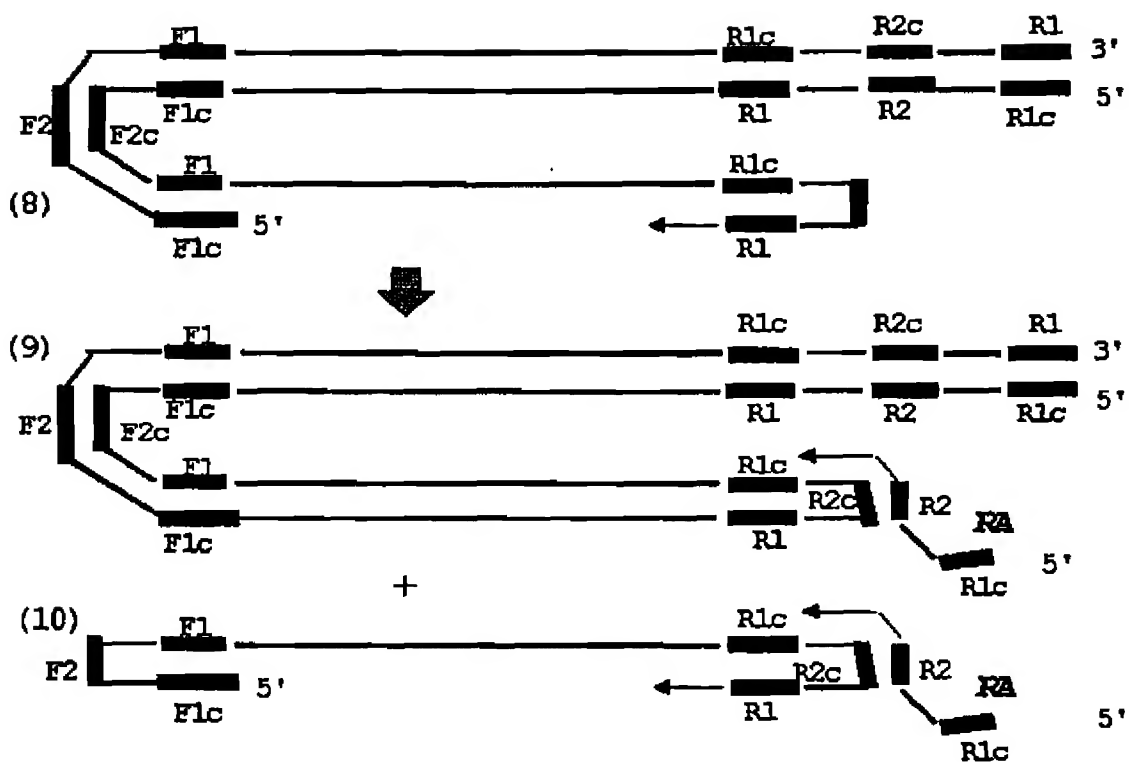 F1 R1c R2c R1
3'
5'
F2 F2c F1c R1 R2 R1c
F1 R1c
(8)
5'
F1c R1
(9) F1 R1c R2c R1
3'
5'
F2 F2c F1c R1 R2 R1c
F1 R1c R2c R2
RA
F1c R1 R1c 5'
+
(10) F1 R1c
F2 R2c R2
5' RA
F1c R1 R1c 5'